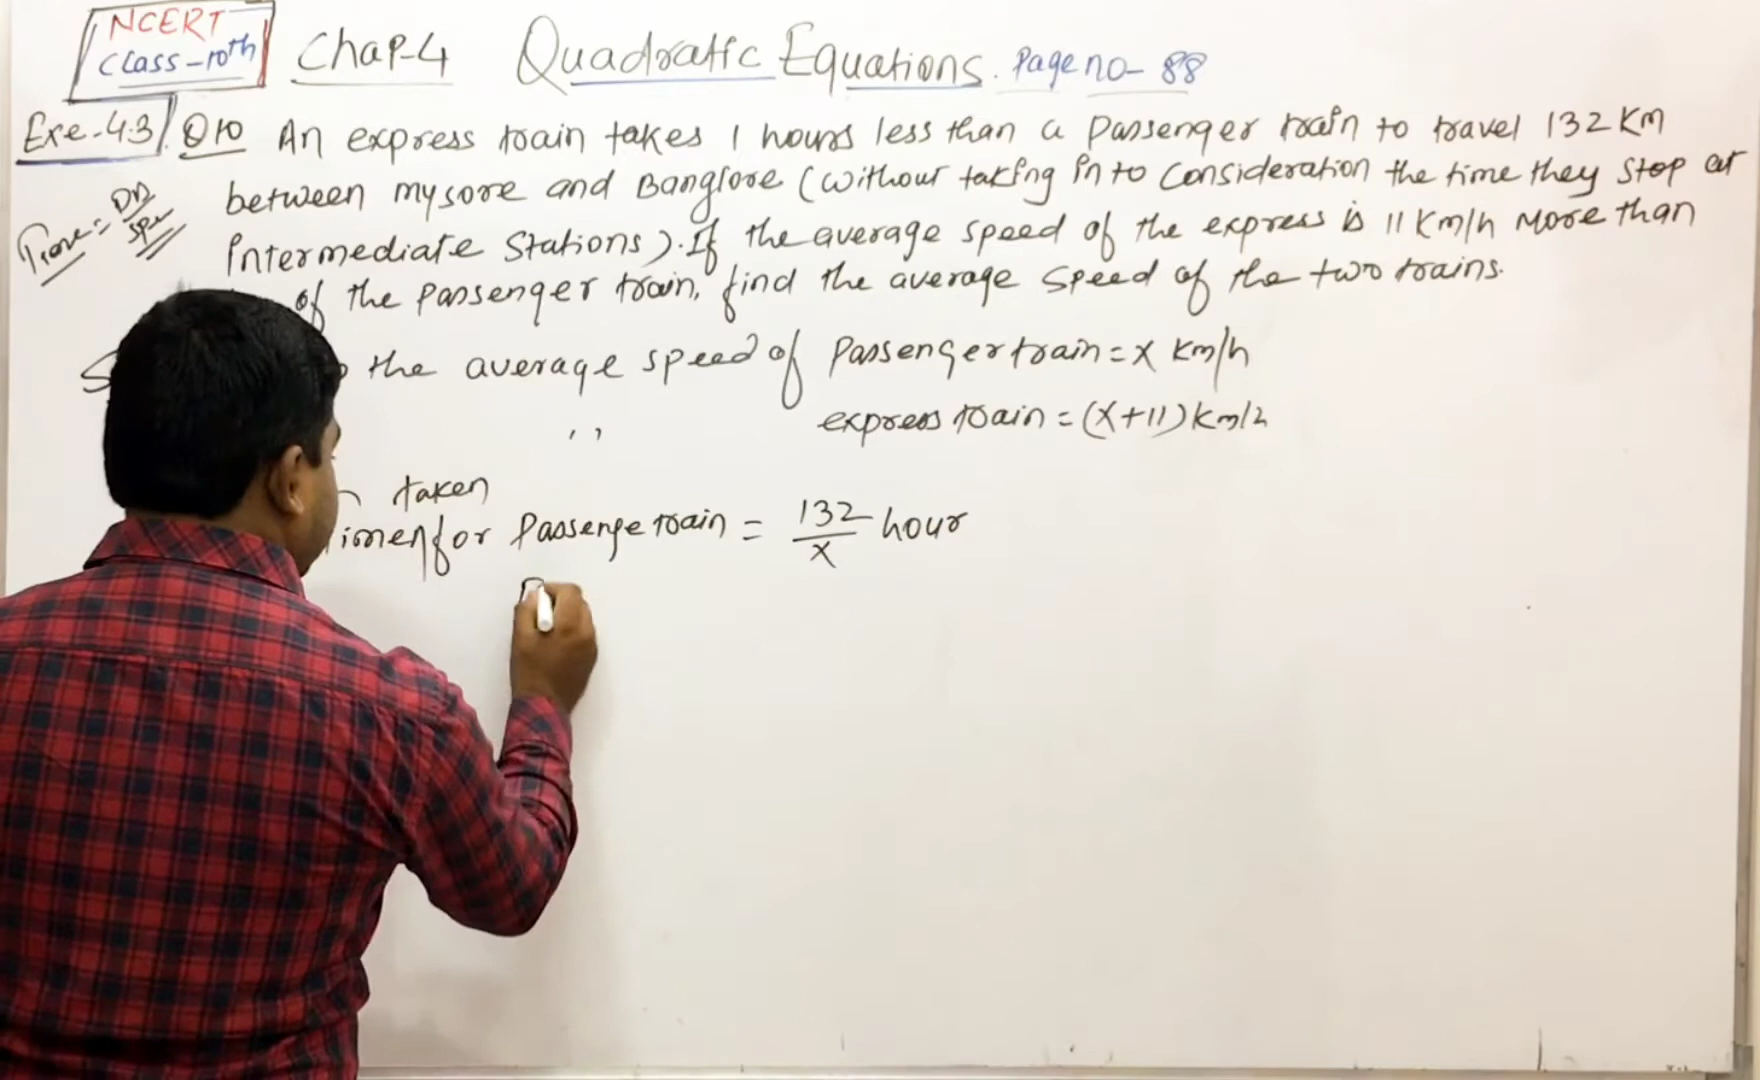 NCERT
Class-10th
Chap-4 Quadratic Equations. Page no- 88
Exe-4.3 Q10 An express train takes 1 hours less than a passenger train to travel 132 Km
between mysore and Banglore (without taking in to consideration the time they stop at
intermediate stations). If the average speed of the express is 11 Km/h more than
of the passenger train, find the average speed of the two trains.
Time = Dis/Spe
the average speed of passenger train = x km/h
,, express train = (x+11) km/h
taken
for passenge train = 132/x hour